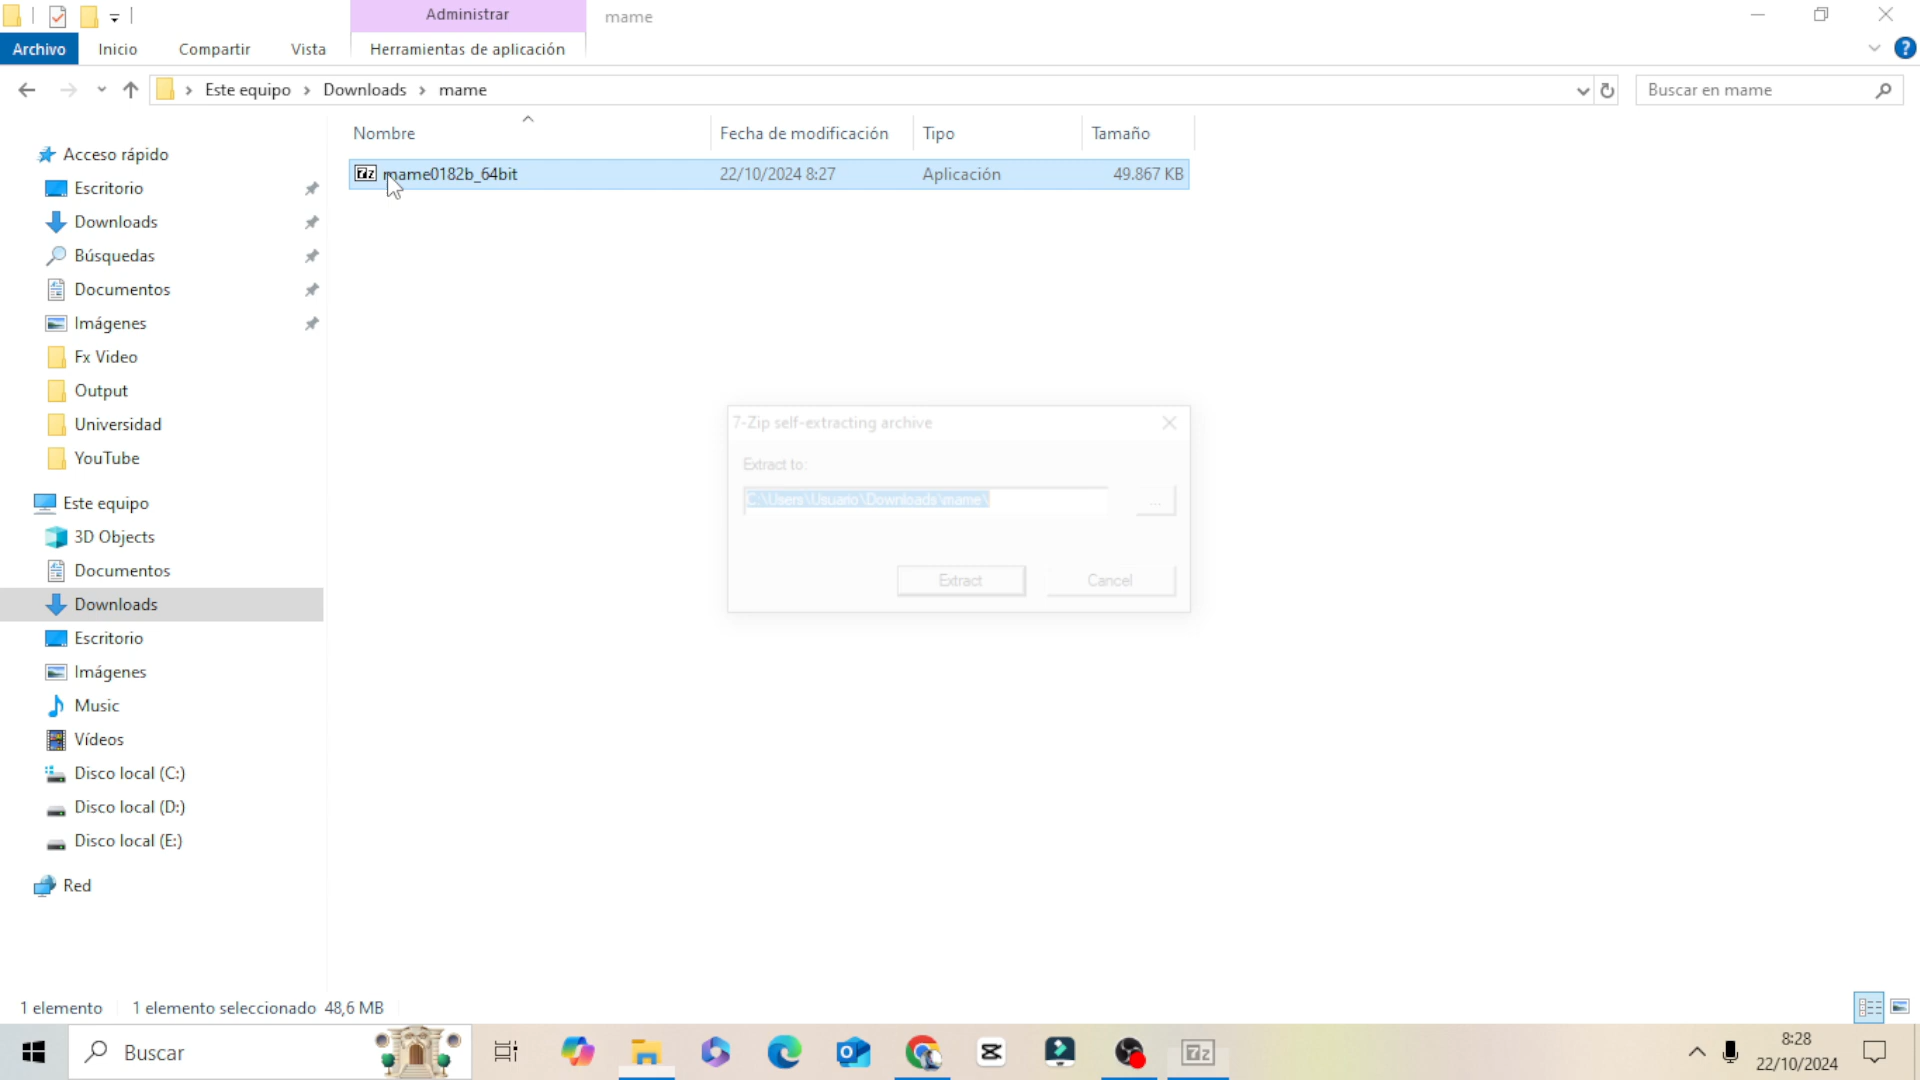 Administrar
mame
Archivo
Inicio
Compartir
Vista
Herramientas de aplicación
Este equipo
Downloads
mame
Buscar en mame
Nombre
Fecha de modificación
Tipo
Tamaño
mame0182b_64bit
22/10/2024 8:27
Aplicación
49.867 KB
Acceso rápido
Escritorio
Downloads
Búsquedas
Documentos
Imágenes
Fx Video
Output
Universidad
YouTube
Este equipo
3D Objects
Documentos
Downloads
Escritorio
Imágenes
Music
Vídeos
Disco local (C:)
Disco local (D:)
Disco local (E:)
Red
7-Zip self-extracting archive
Extract to:
C:\Users\Usuario\Downloads\mame\
...
Extract
Cancel
1 elemento
1 elemento seleccionado 48,6 MB
Buscar
8:28
22/10/2024